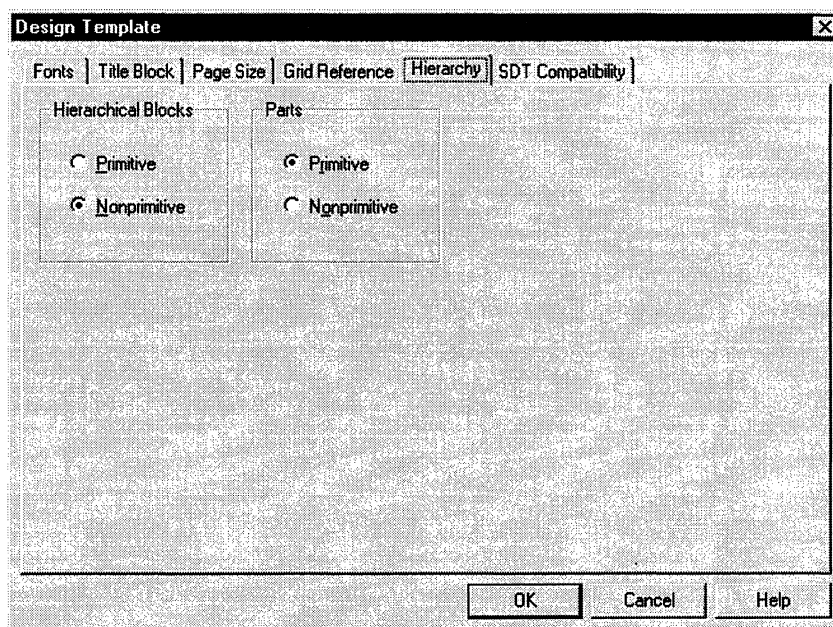 Design Template
Fonts Title Block Page Size Grid Reference Hierarchy SDT Compatibility
Hierarchical Blocks Parts
Primitive Primitive
Nonprimitive Nonprimitive
OK Cancel Help